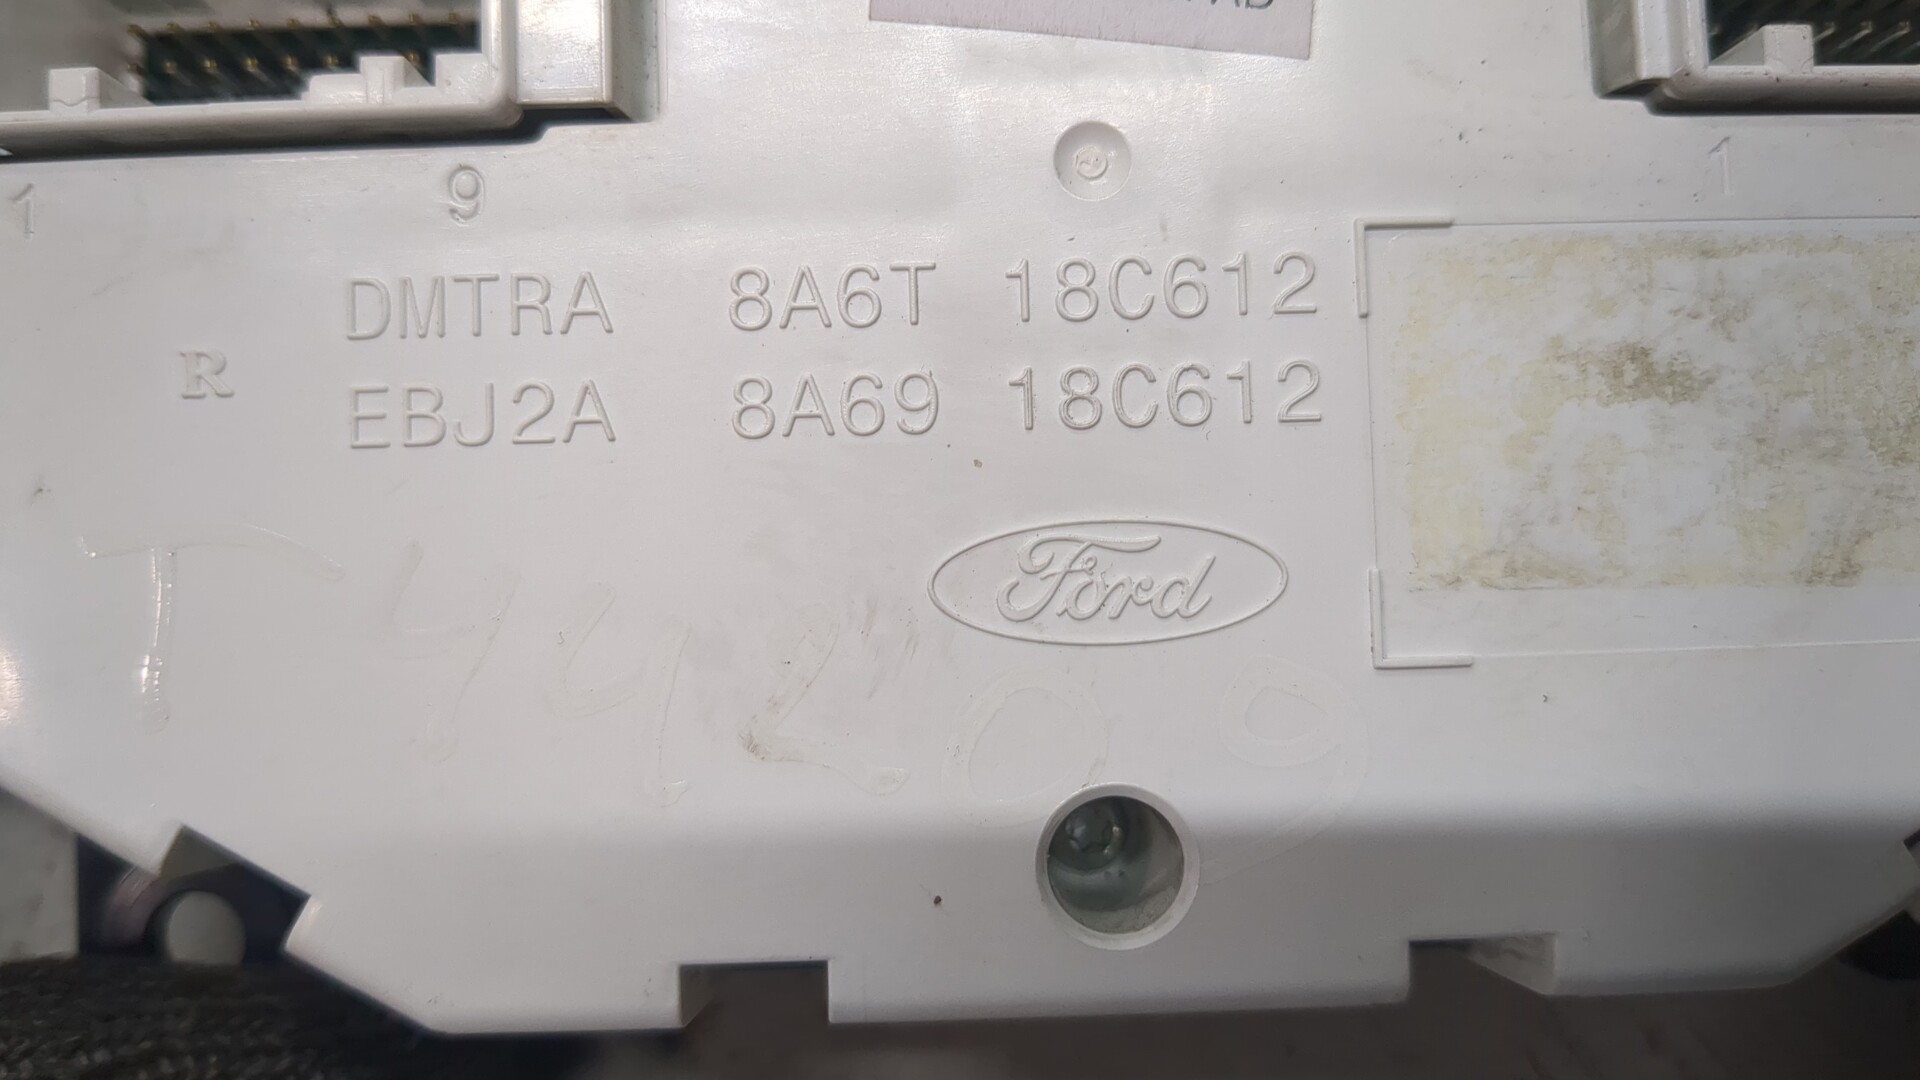 1 9 1
DMTRA 8A6T 18C612
R
EBJ2A 8A69 18C612
Ford